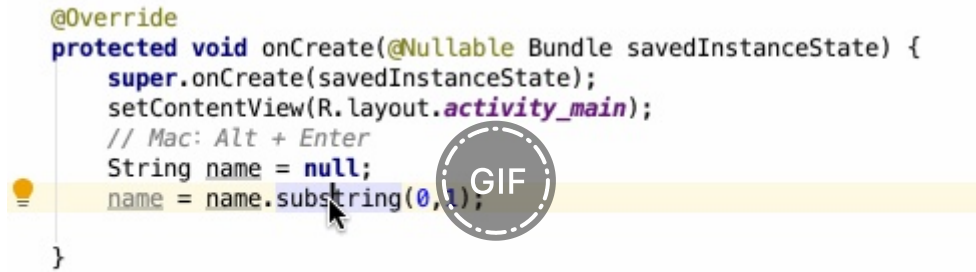 @Override
protected void onCreate(@Nullable Bundle savedInstanceState) {
super.onCreate(savedInstanceState);
setContentView(R.layout.activity_main);
// Mac: Alt + Enter
String name = null;
name = name.substring(0,1);
GIF
}